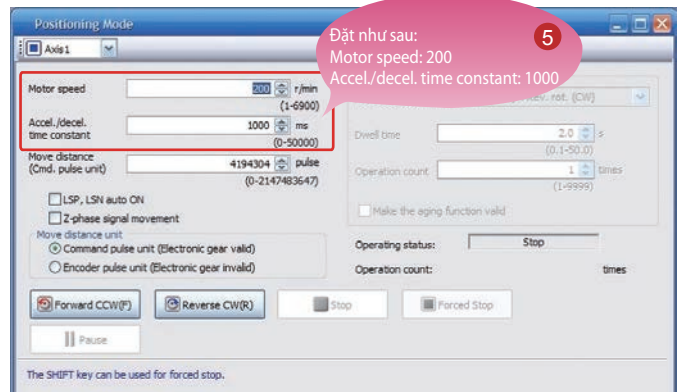 Positioning Mode
Axis1
Đặt như sau:
Motor speed: 200
Accel./decel. time constant: 1000
5
Motor speed
200
r/min
(1-6900)
Accel./decel.
time constant
1000
ms
(0-50000)
Move distance
(Cmd. pulse unit)
4194304
pulse
(0-2147483647)
LSP, LSN auto ON
Z-phase signal movement
Move distance unit
Command pulse unit (Electronic gear valid)
Encoder pulse unit (Electronic gear invalid)
rev. rot. (CW)
Dwell time
2.0
s
(0.1-50.0)
Operation count
1
times
(1-9999)
Make the aging function valid
Operating status:
Stop
Operation count:
times
Forward CCW(F)
Reverse CW(R)
Stop
Forced Stop
Pause
The SHIFT key can be used for forced stop.